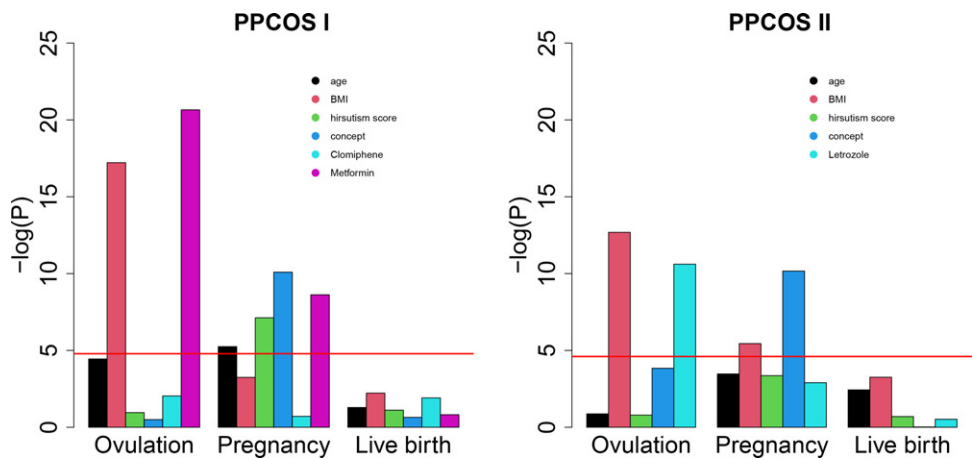 PPCOS I
25
20
15
10
5
0
−log(P)
age
BMI
hirsutism score
concept
Clomiphene
Metformin
Ovulation Pregnancy Live birth
PPCOS II
25
20
15
10
5
0
−log(P)
age
BMI
hirsutism score
concept
Letrozole
Ovulation Pregnancy Live birth